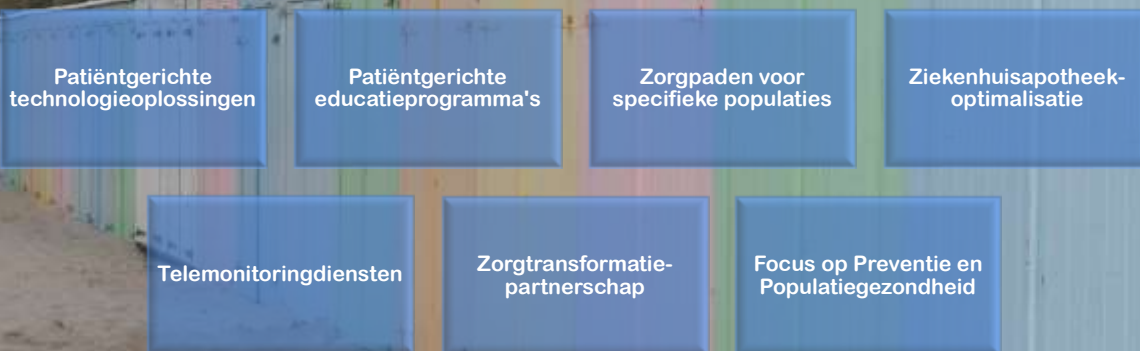 Patiëntgerichte
technologieoplossingen
Patiëntgerichte
educatieprogramma's
Zorgpaden voor
specifieke populaties
Ziekenhuisapotheek-
optimalisatie
Telemonitoringdiensten
Zorgtransformatie-
partnerschap
Focus op Preventie en
Populatiegezondheid